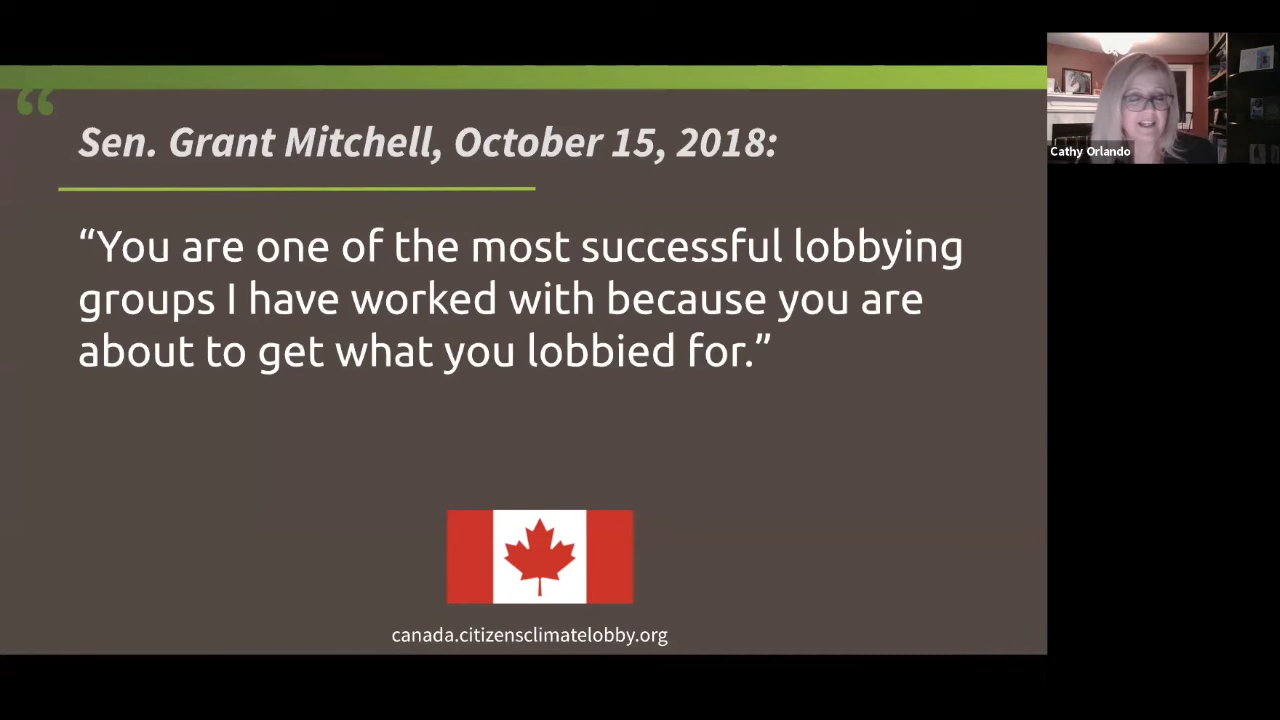 “
Sen. Grant Mitchell, October 15, 2018:
“You are one of the most successful lobbying
groups I have worked with because you are
about to get what you lobbied for.”
canada.citizensclimatelobby.org
Cathy Orlando